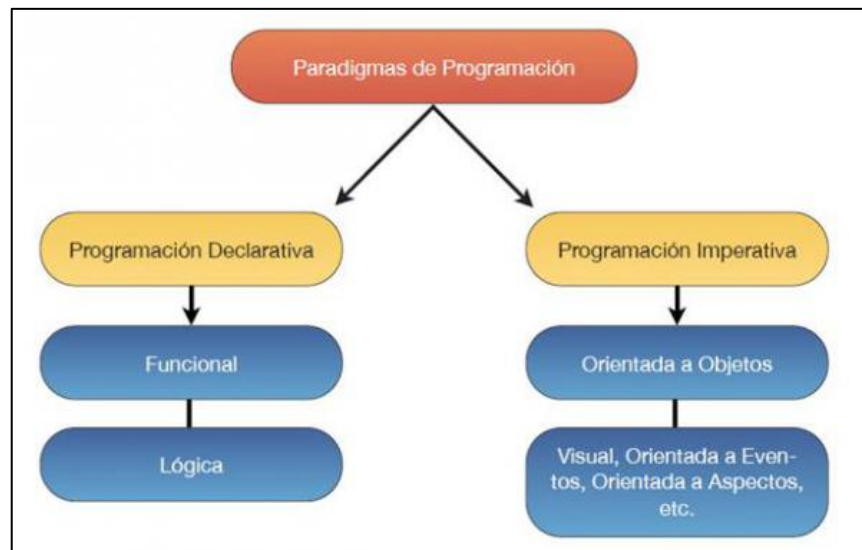 Paradigmas de Programación
Programación Declarativa
Programación Imperativa
Funcional
Orientada a Objetos
Lógica
Visual, Orientada a Even-
tos, Orientada a Aspectos,
etc.